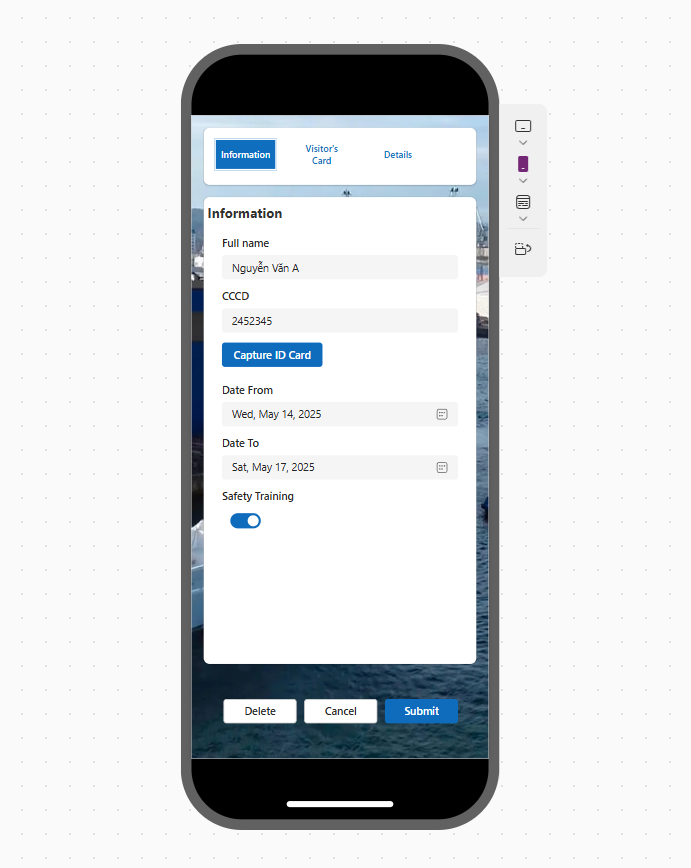 Information
Visitor's
Card
Details
Information
Full name
Nguyễn Văn A
CCCD
2452345
Capture ID Card
Date From
Wed, May 14, 2025
Date To
Sat, May 17, 2025
Safety Training
Delete
Cancel
Submit